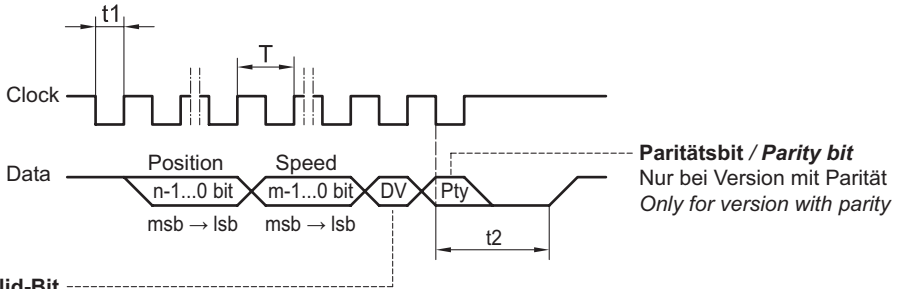 t1
T
Clock
Position Speed
Data
n-1...0 bit m-1...0 bit DV Pty
msb → lsb msb → lsb
t2
Paritätsbit / Parity bit
Nur bei Version mit Parität
Only for version with parity
lid-Bit